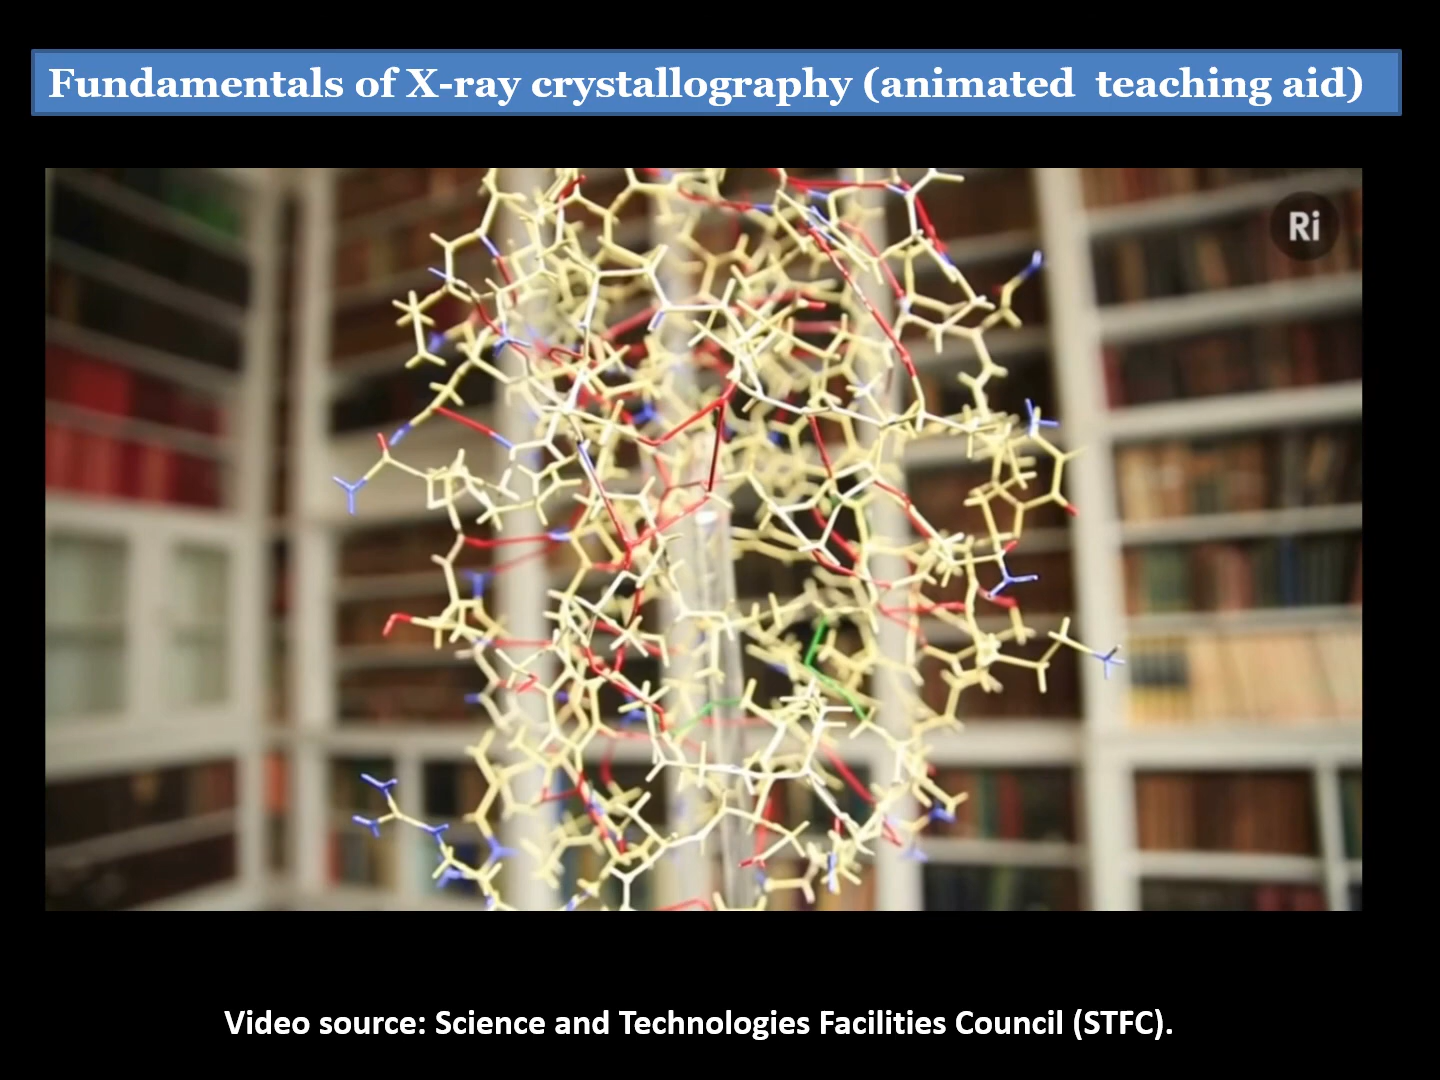 Fundamentals of X-ray crystallography (animated  teaching aid)
Ri
Video source: Science and Technologies Facilities Council (STFC).